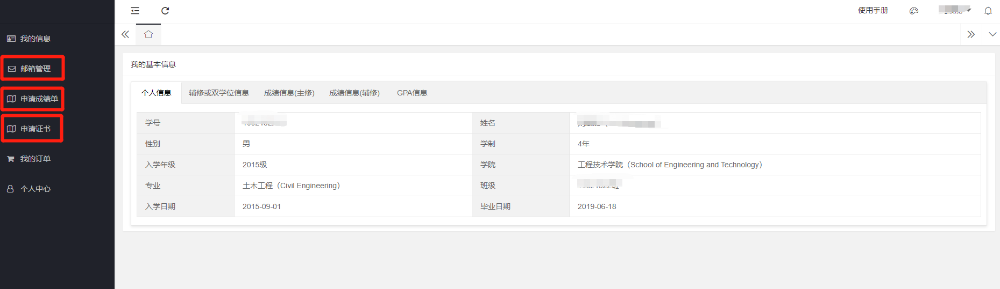 使用手册
我的信息
邮箱管理
申请成绩单
申请证书
我的订单
个人中心
我的基本信息
个人信息 辅修或双学位信息 成绩信息(主修) 成绩信息(辅修) GPA信息
学号 姓名
性别 男 学制 4年
入学年级 2015级 学院 工程技术学院（School of Engineering and Technology）
专业 土木工程（Civil Engineering） 班级
入学日期 2015-09-01 毕业日期 2019-06-18